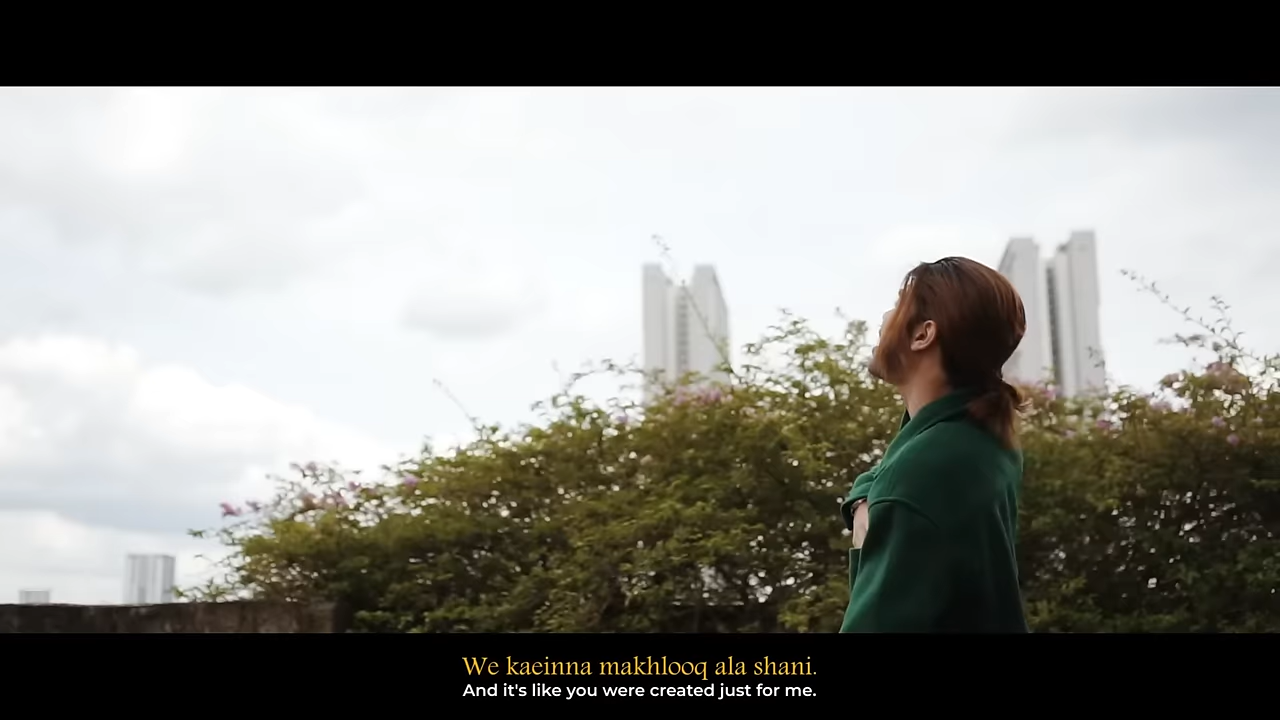 We kaeinna makhlooq ala shani.
And it's like you were created just for me.